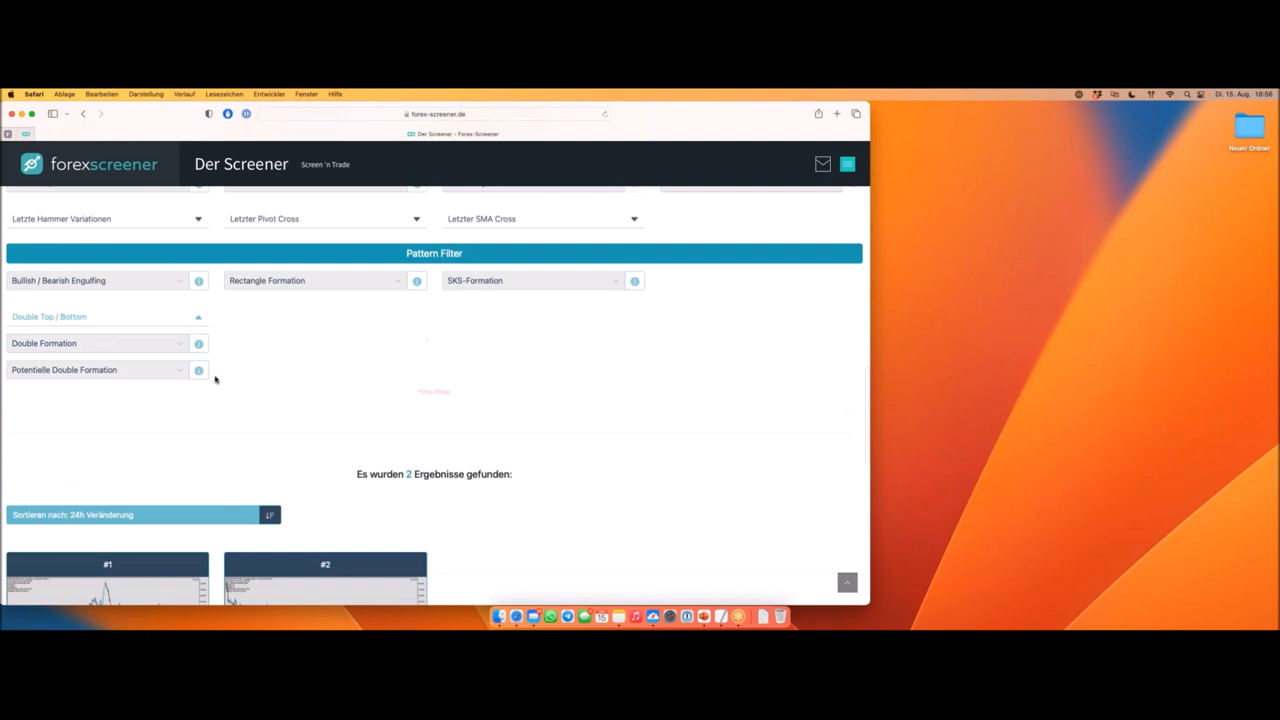 Safari Ablage Bearbeiten Darstellung Verlauf Lesezeichen Entwickler Fenster Hilfe
Di. 15. Aug. 18:56
forex-screener.de
Der Screener - Forex-Screener
Neuer Ordner
forexscreener Der Screener Screen 'n Trade
Letzte Hammer Variationen Letzter Pivot Cross Letzter SMA Cross
Pattern Filter
Bullish / Bearish Engulfing Rectangle Formation SKS-Formation
Double Top / Bottom
Double Formation
Potentielle Double Formation
*Pro-Filter
Es wurden 2 Ergebnisse gefunden:
Sortieren nach: 24h Veränderung
#1 #2